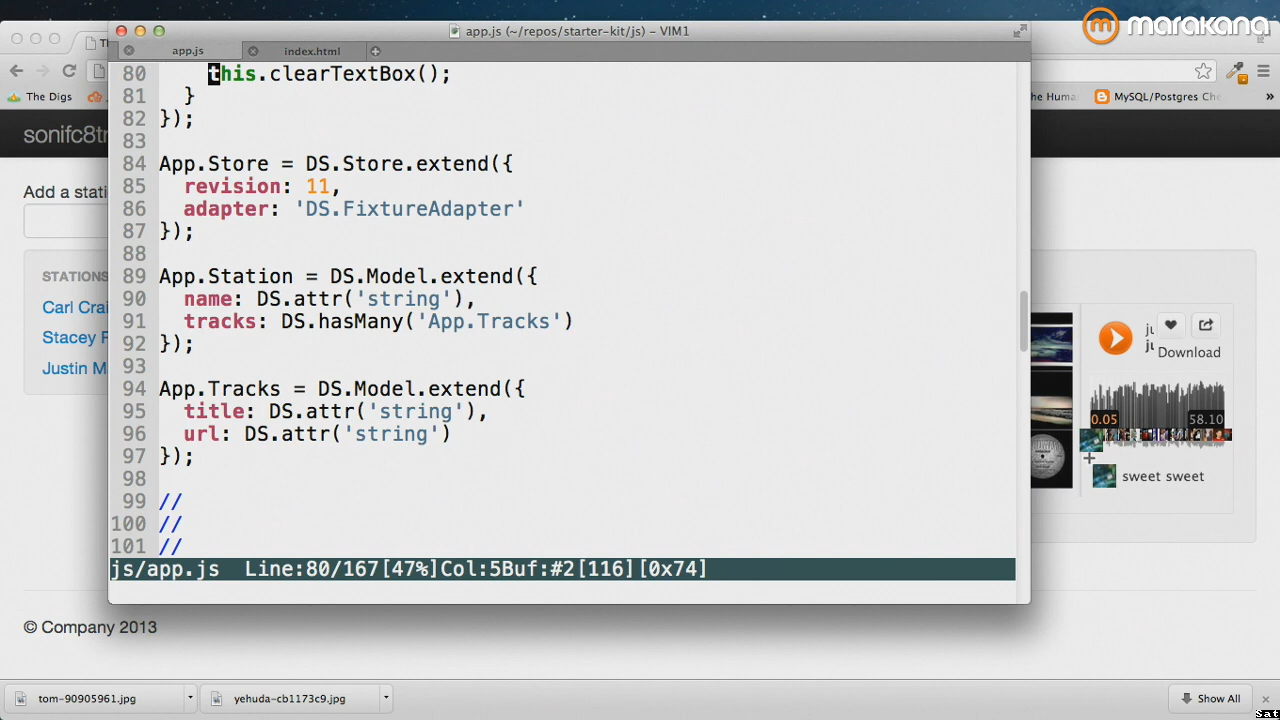 marakana
app.js (~/repos/starter-kit/js) – VIM1
app.js
index.html
80 this.clearTextBox();
81 }
82 });
83
84 App.Store = DS.Store.extend({
85 revision: 11,
86 adapter: 'DS.FixtureAdapter'
87 });
88
89 App.Station = DS.Model.extend({
90 name: DS.attr('string'),
91 tracks: DS.hasMany('App.Tracks')
92 });
93
94 App.Tracks = DS.Model.extend({
95 title: DS.attr('string'),
96 url: DS.attr('string')
97 });
98
99 //
100 //
101 //
js/app.js Line:80/167[47%]Col:5Buf:#2[116][0x74]
The Digs
he Human
MySQL/Postgres Che
»
sonifc8tr
Add a stati
STATIONS
Carl Crai
Stacey P
Justin M
Download
0.05
58.10
sweet sweet
© Company 2013
tom-90905961.jpg
yehuda-cb1173c9.jpg
Show All
sat